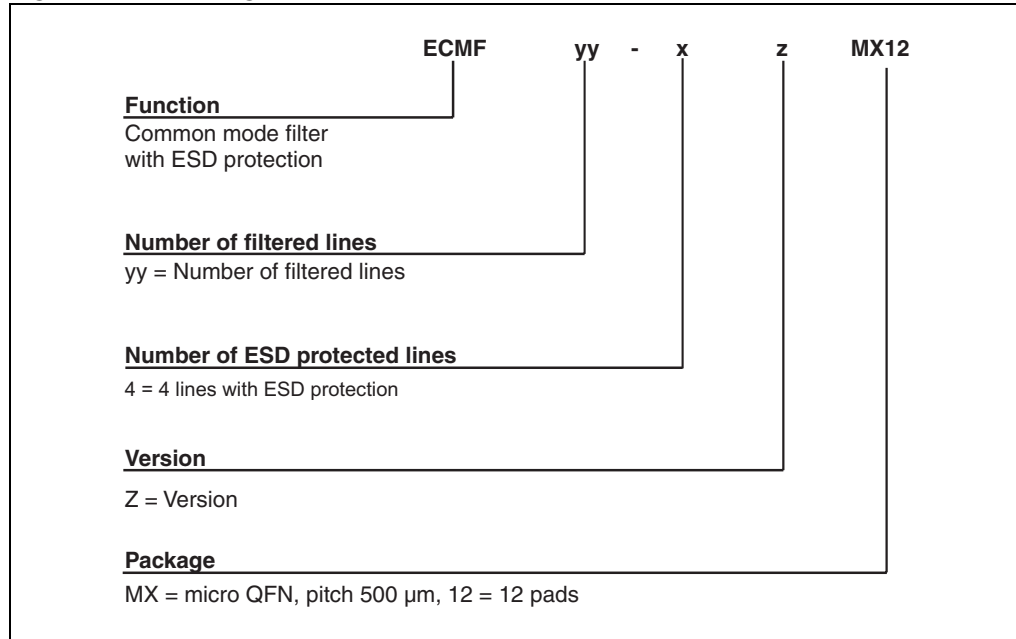 ECMF yy - x z MX12
Function
Common mode filter
with ESD protection
Number of filtered lines
yy = Number of filtered lines
Number of ESD protected lines
4 = 4 lines with ESD protection
Version
Z = Version
Package
MX = micro QFN, pitch 500 µm, 12 = 12 pads